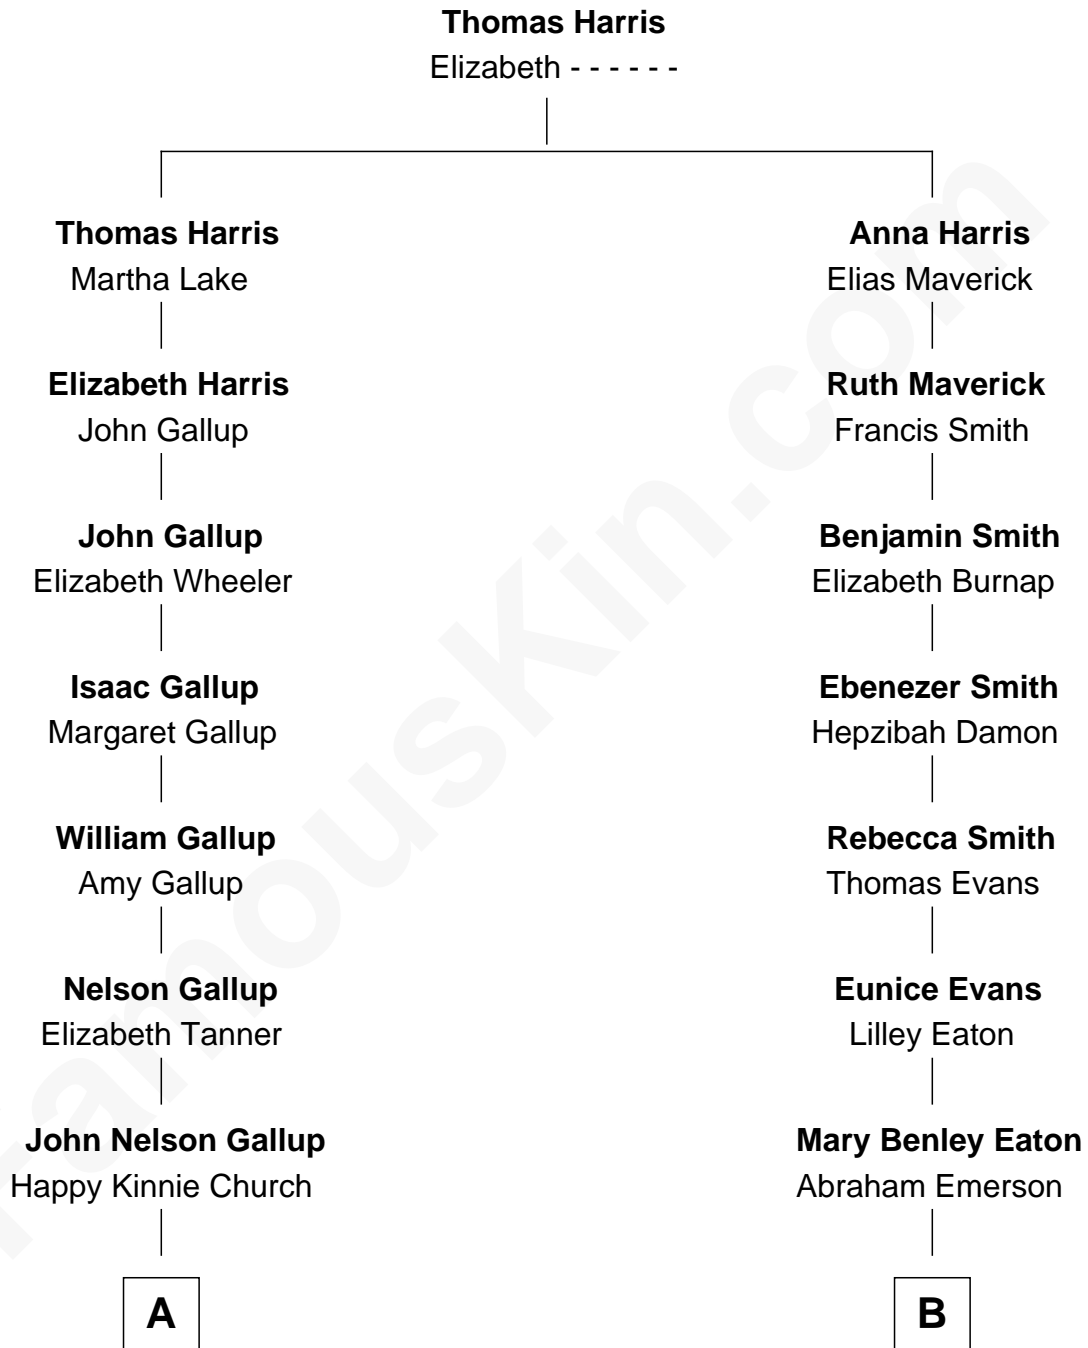 Thomas Harris
Elizabeth - - - - - -
Thomas Harris
Martha Lake
Anna Harris
Elias Maverick
Elizabeth Harris
John Gallup
Ruth Maverick
Francis Smith
John Gallup
Elizabeth Wheeler
Benjamin Smith
Elizabeth Burnap
Isaac Gallup
Margaret Gallup
Ebenezer Smith
Hepzibah Damon
William Gallup
Amy Gallup
Rebecca Smith
Thomas Evans
Nelson Gallup
Elizabeth Tanner
Eunice Evans
Lilley Eaton
John Nelson Gallup
Happy Kinnie Church
Mary Benley Eaton
Abraham Emerson
A
B
FamousKin.com